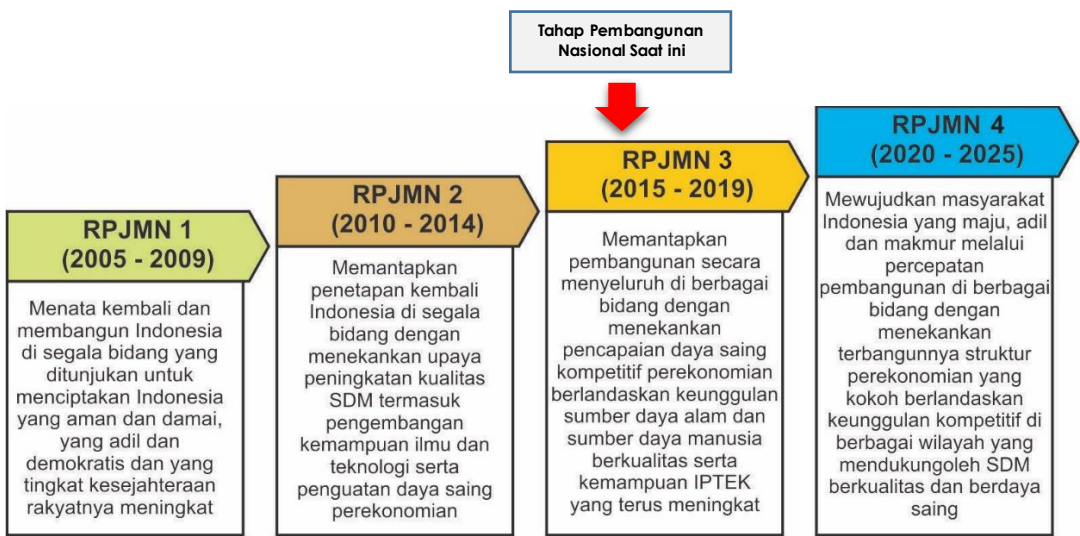 Tahap Pembangunan
Nasional Saat ini
RPJMN 1
(2005 - 2009)
Menata kembali dan
membangun Indonesia
di segala bidang yang
ditunjukan untuk
menciptakan Indonesia
yang aman dan damai,
yang adil dan
demokratis dan yang
tingkat kesejahteraan
rakyatnya meningkat
RPJMN 2
(2010 - 2014)
Memantapkan
penetapan kembali
Indonesia di segala
bidang dengan
menekankan upaya
peningkatan kualitas
SDM termasuk
pengembangan
kemampuan ilmu dan
teknologi serta
penguatan daya saing
perekonomian
RPJMN 3
(2015 - 2019)
Memantapkan
pembangunan secara
menyeluruh di berbagai
bidang dengan
menekankan
pencapaian daya saing
kompetitif perekonomian
berlandaskan keunggulan
sumber daya alam dan
sumber daya manusia
berkualitas serta
kemampuan IPTEK
yang terus meningkat
RPJMN 4
(2020 - 2025)
Mewujudkan masyarakat
Indonesia yang maju, adil
dan makmur melalui
percepatan
pembangunan di berbagai
bidang dengan
menekankan
terbangunnya struktur
perekonomian yang
kokoh berlandaskan
keunggulan kompetitif di
berbagai wilayah yang
mendukungoleh SDM
berkualitas dan berdaya
saing